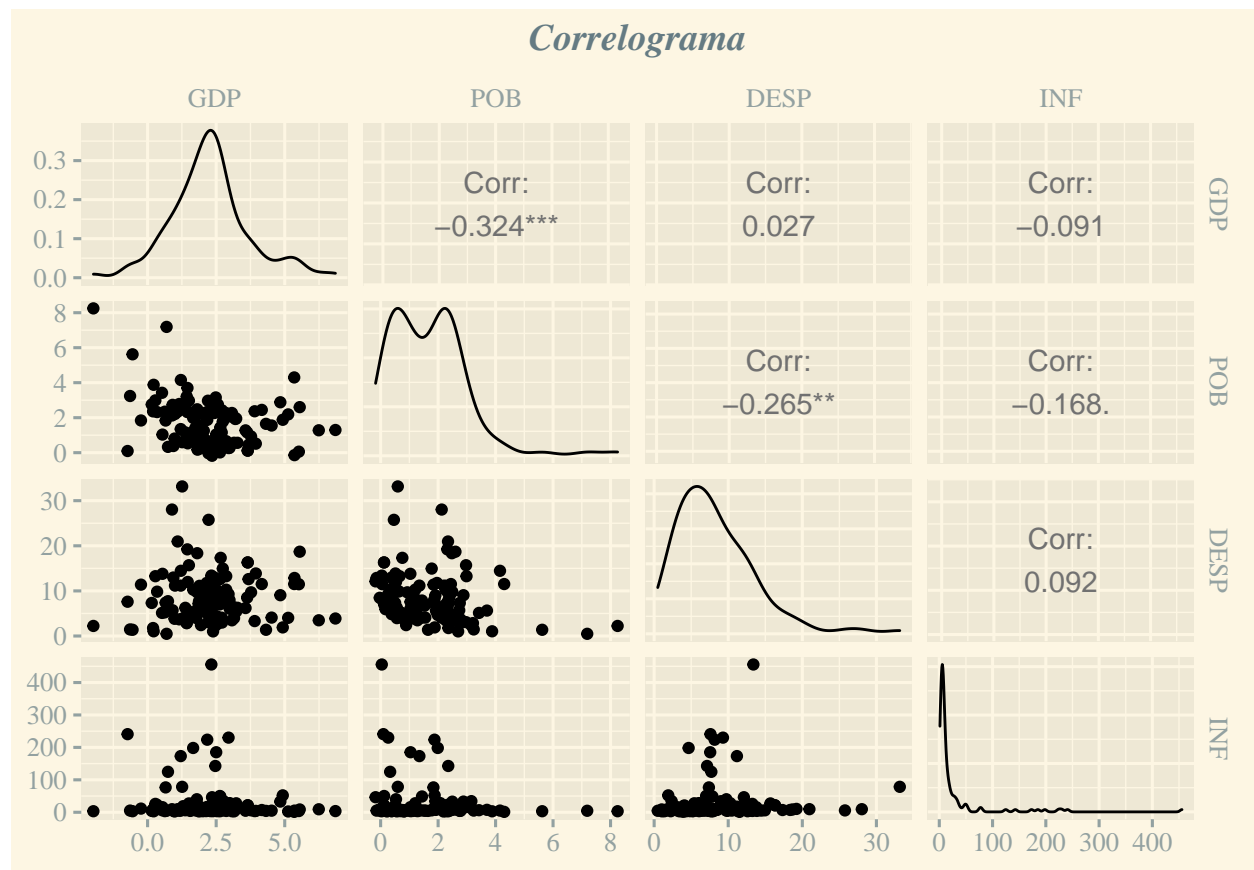 Correlograma
GDP POB DESP INF
0.3
0.2
0.1
0.0
Corr:
−0.324***
Corr:
0.027
Corr:
−0.091
GDP
8
6
4
2
0
Corr:
−0.265**
Corr:
−0.168.
POB
30
20
10
0
Corr:
0.092
DESP
400
300
200
100
0
INF
0.0 2.5 5.0 0 2 4 6 8 0 10 20 30 0 100 200 300 400